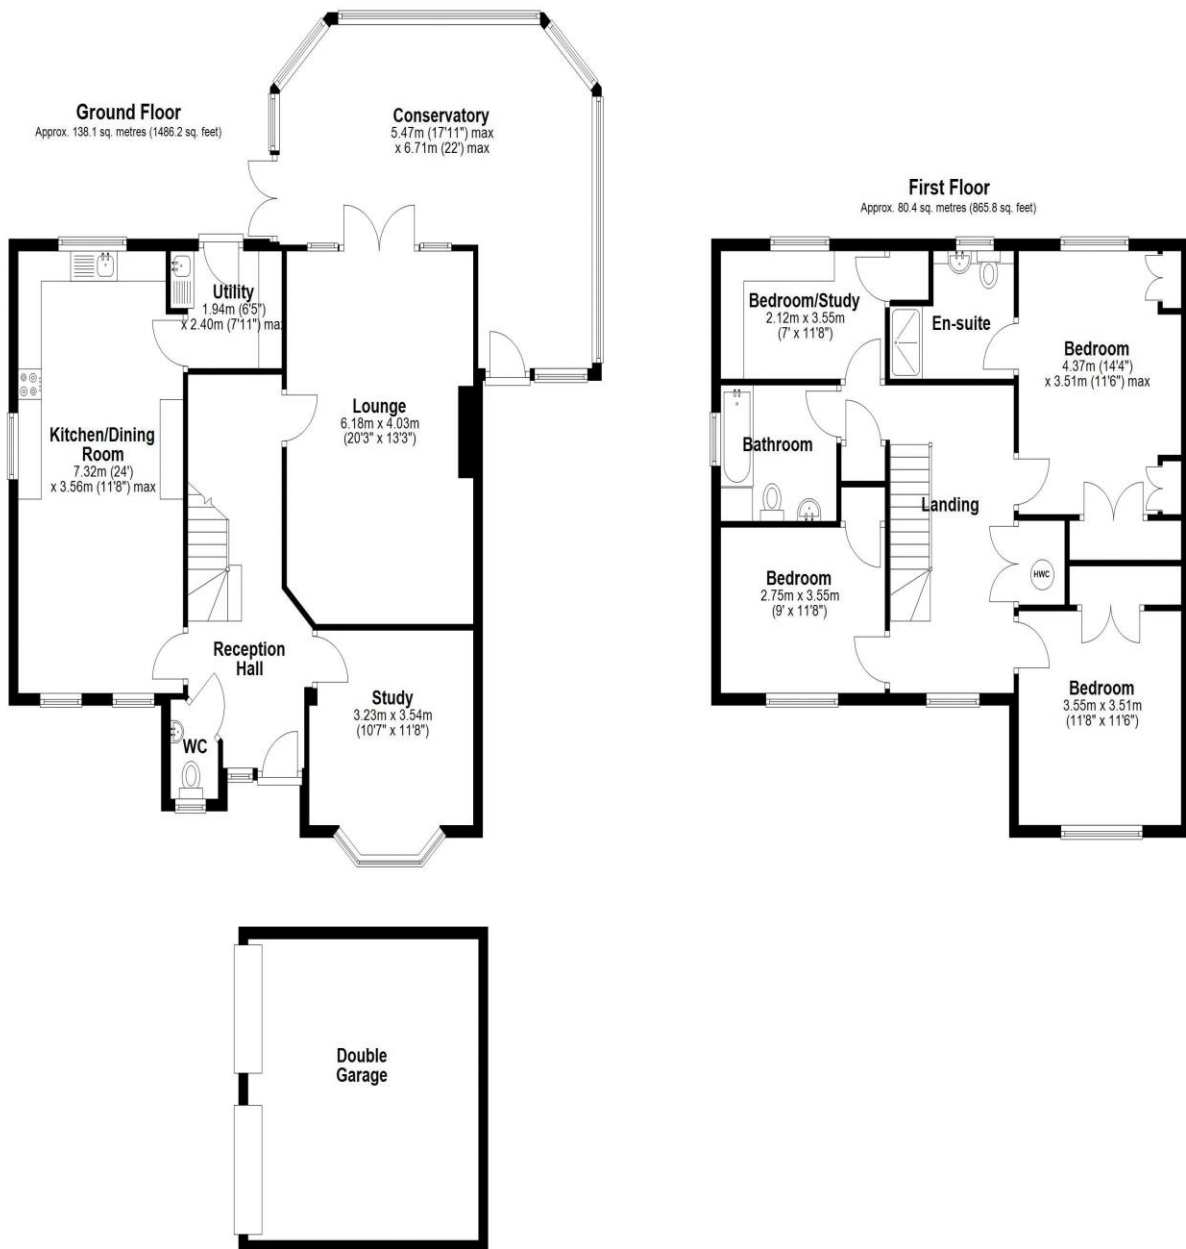 Ground Floor
Approx. 138.1 sq. metres (1486.2 sq. feet)
Conservatory
5.47m (17'11") max
x 6.71m (22') max
Utility
1.94m (6'5")
x 2.40m (7'11") max
Lounge
6.18m x 4.03m
(20'3" x 13'3")
Kitchen/Dining
Room
7.32m (24')
x 3.56m (11'8") max
Reception
Hall
Study
3.23m x 3.54m
(10'7" x 11'8")
WC
Double
Garage
First Floor
Approx. 80.4 sq. metres (865.8 sq. feet)
Bedroom/Study
2.12m x 3.55m
(7' x 11'8")
En-suite
Bedroom
4.37m (14'4")
x 3.51m (11'6") max
Bathroom
Landing
HWC
Bedroom
2.75m x 3.55m
(9' x 11'8")
Bedroom
3.55m x 3.51m
(11'8" x 11'6")